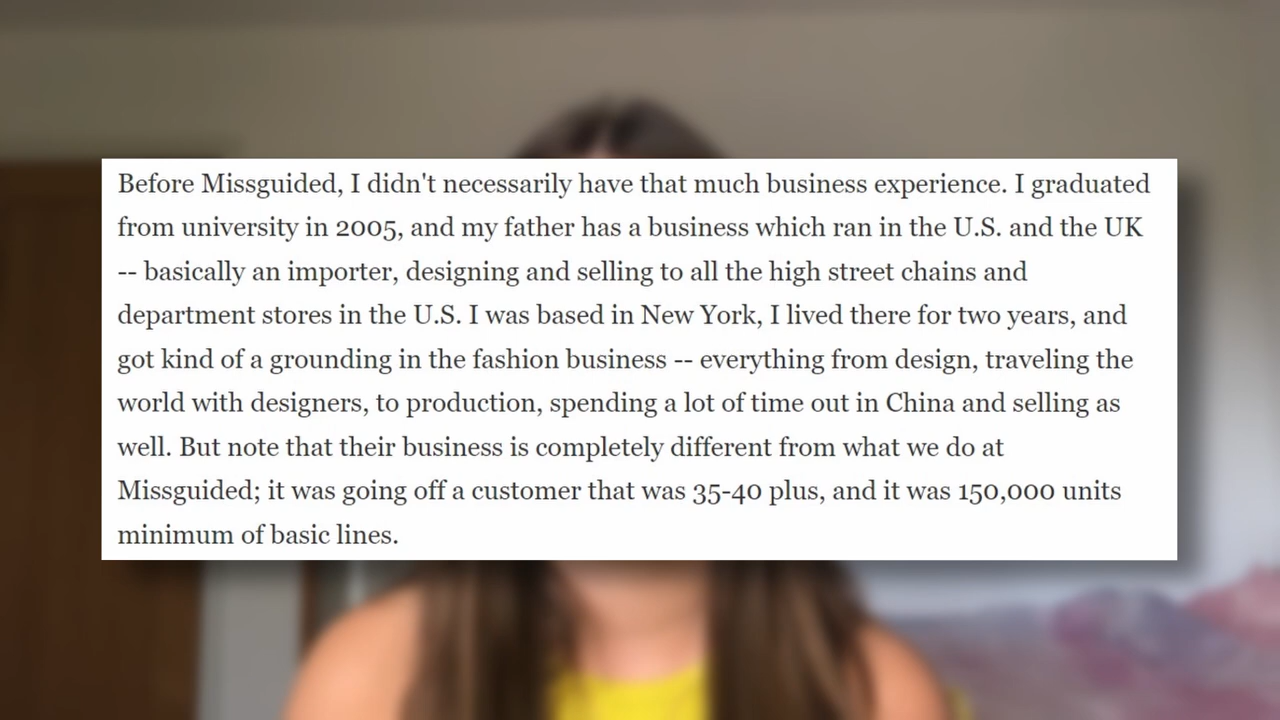 Before Missguided, I didn't necessarily have that much business experience. I graduated
from university in 2005, and my father has a business which ran in the U.S. and the UK
-- basically an importer, designing and selling to all the high street chains and
department stores in the U.S. I was based in New York, I lived there for two years, and
got kind of a grounding in the fashion business -- everything from design, traveling the
world with designers, to production, spending a lot of time out in China and selling as
well. But note that their business is completely different from what we do at
Missguided; it was going off a customer that was 35-40 plus, and it was 150,000 units
minimum of basic lines.